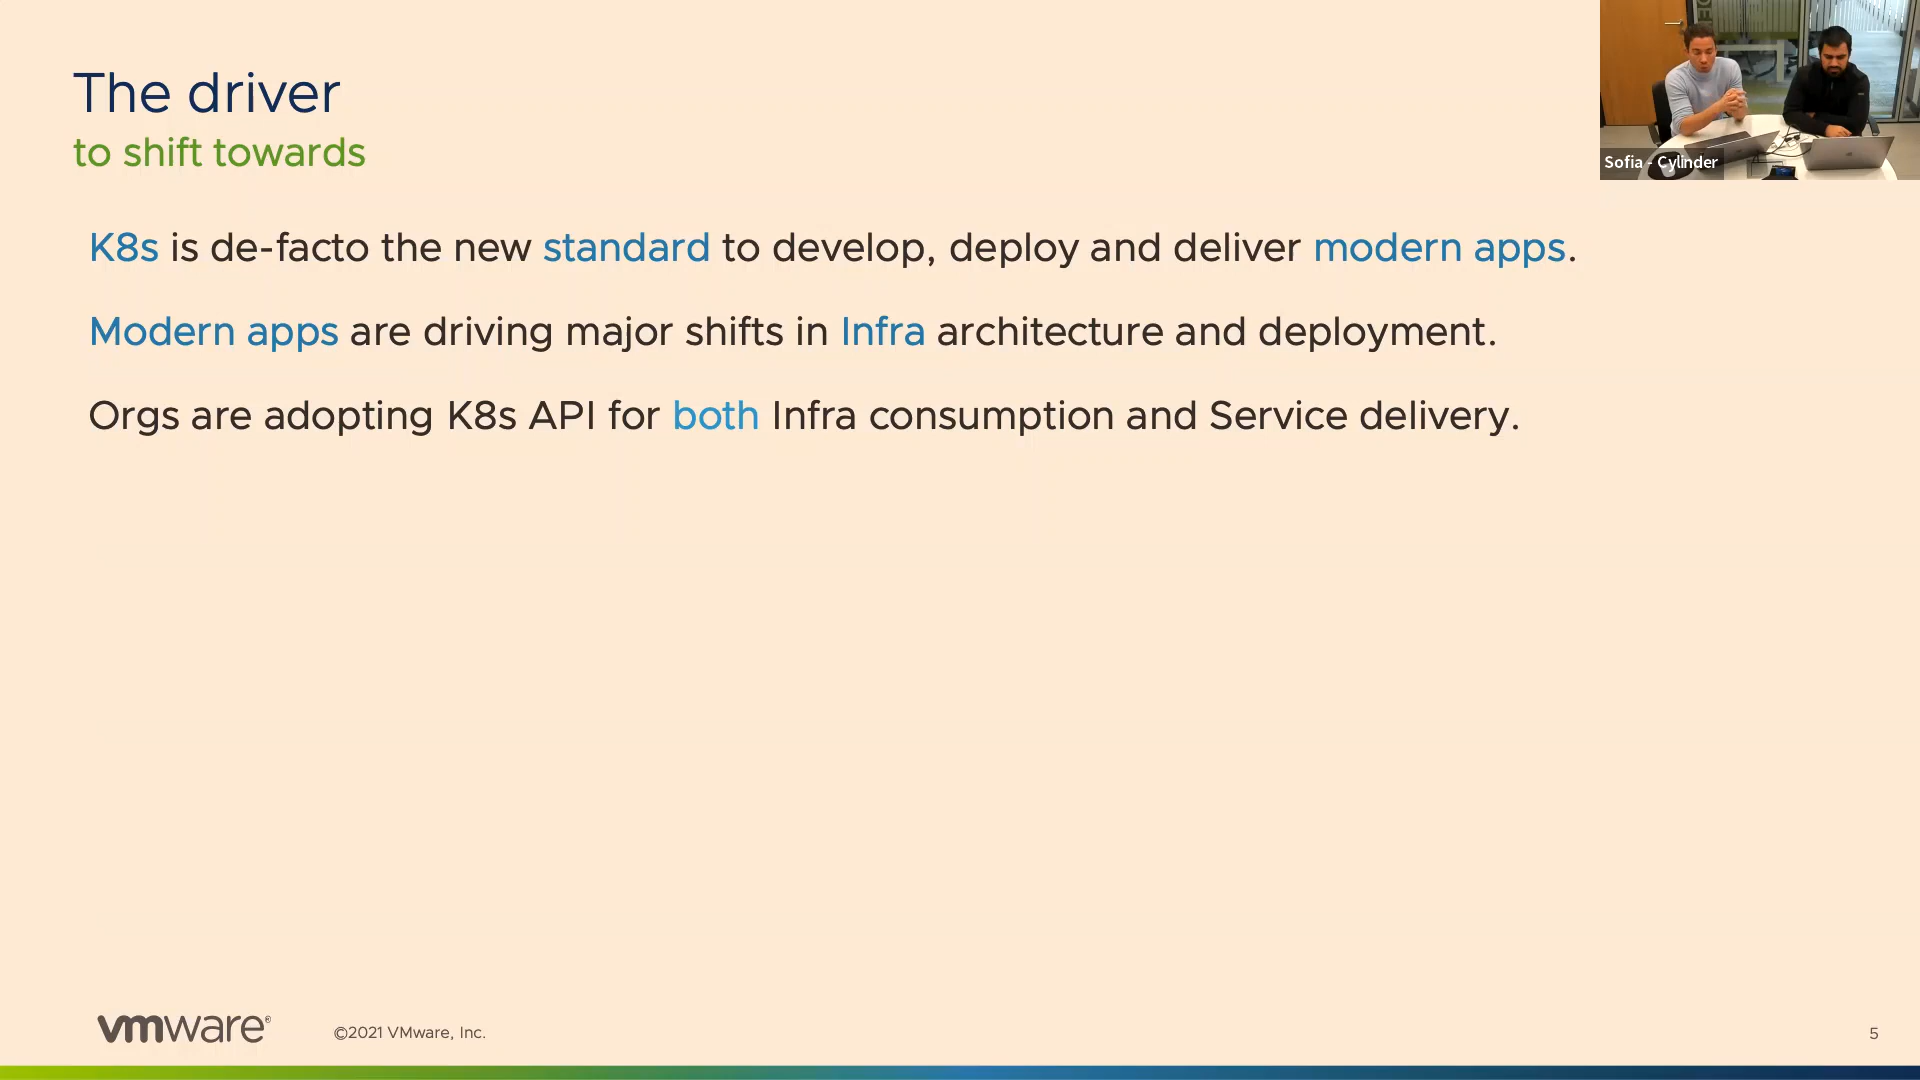 The driver
to shift towards
Sofia - Cylinder
K8s is de-facto the new standard to develop, deploy and deliver modern apps.
Modern apps are driving major shifts in Infra architecture and deployment.
Orgs are adopting K8s API for both Infra consumption and Service delivery.
vmware®
©2021 VMware, Inc.
5